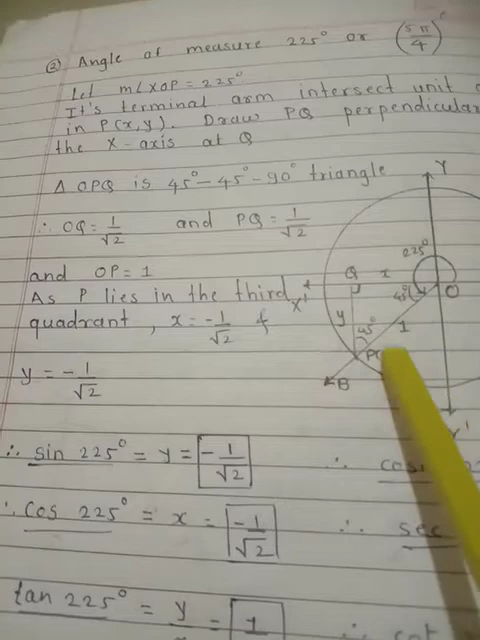 ② Angle of measure 225° or (5π/4)ᶜ
Let m∠XOP = 225°
It's terminal arm intersect unit
in P(x,y). Draw PQ perpendicular
the X-axis at Q
△ OPQ is 45°-45°-90° triangle
∴ OQ = 1/√2 and PQ = 1/√2
and OP = 1
As P lies in the third
quadrant, x = -1/√2 &
y = -1/√2
∴ sin 225° = y = -1/√2
∴ cos 225° = x = -1/√2
tan 225° = y = 1
Y
225°
Q x
X'
45°
O
y
45°
1
P(
B
Y'
∴
∴ sec
∴ cot